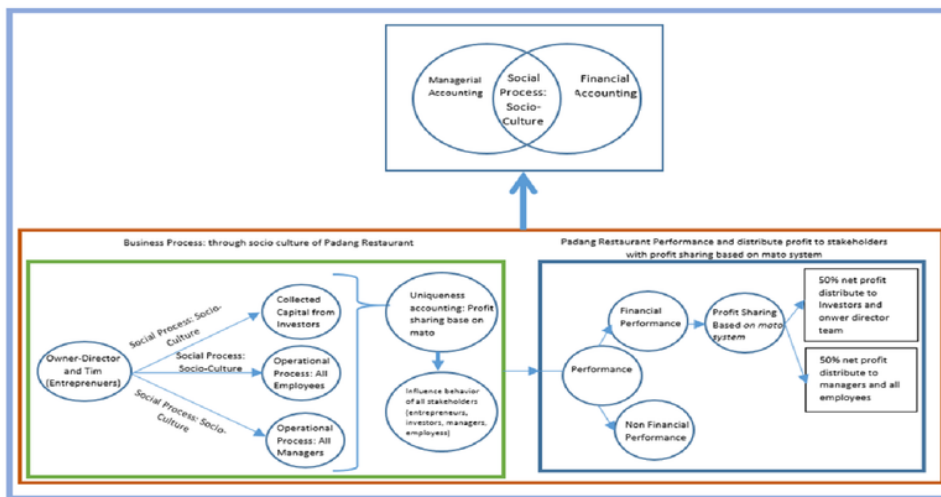 Managerial
Accounting
Social
Process:
Socio-
Culture
Financial
Accounting
Business Process: through socio culture of Padang Restaurant
Padang Restaurant Performance and distribute profit to stakeholders
with profit sharing based on mato system
Owner-Director
and Tim
(Entreprenuers)
Social Process: Socio-
Culture
Social Process: Socio-Culture
Social Process: Socio-
Culture
Collected
Capital from
Investors
Operational
Process: All
Employees
Operational
Process: All
Managers
Uniqueness
accounting: Profit
sharing base on
mato
Influence behavior
of all stakeholders
(entrepreneurs,
investors, managers,
employess)
Performance
Financial
Performance
Non Financial
Performance
Profit Sharing
Based on mato
system
50% net profit
distribute to
Investors and
onwer director
team
50% net profit
distribute to
managers and all
employees